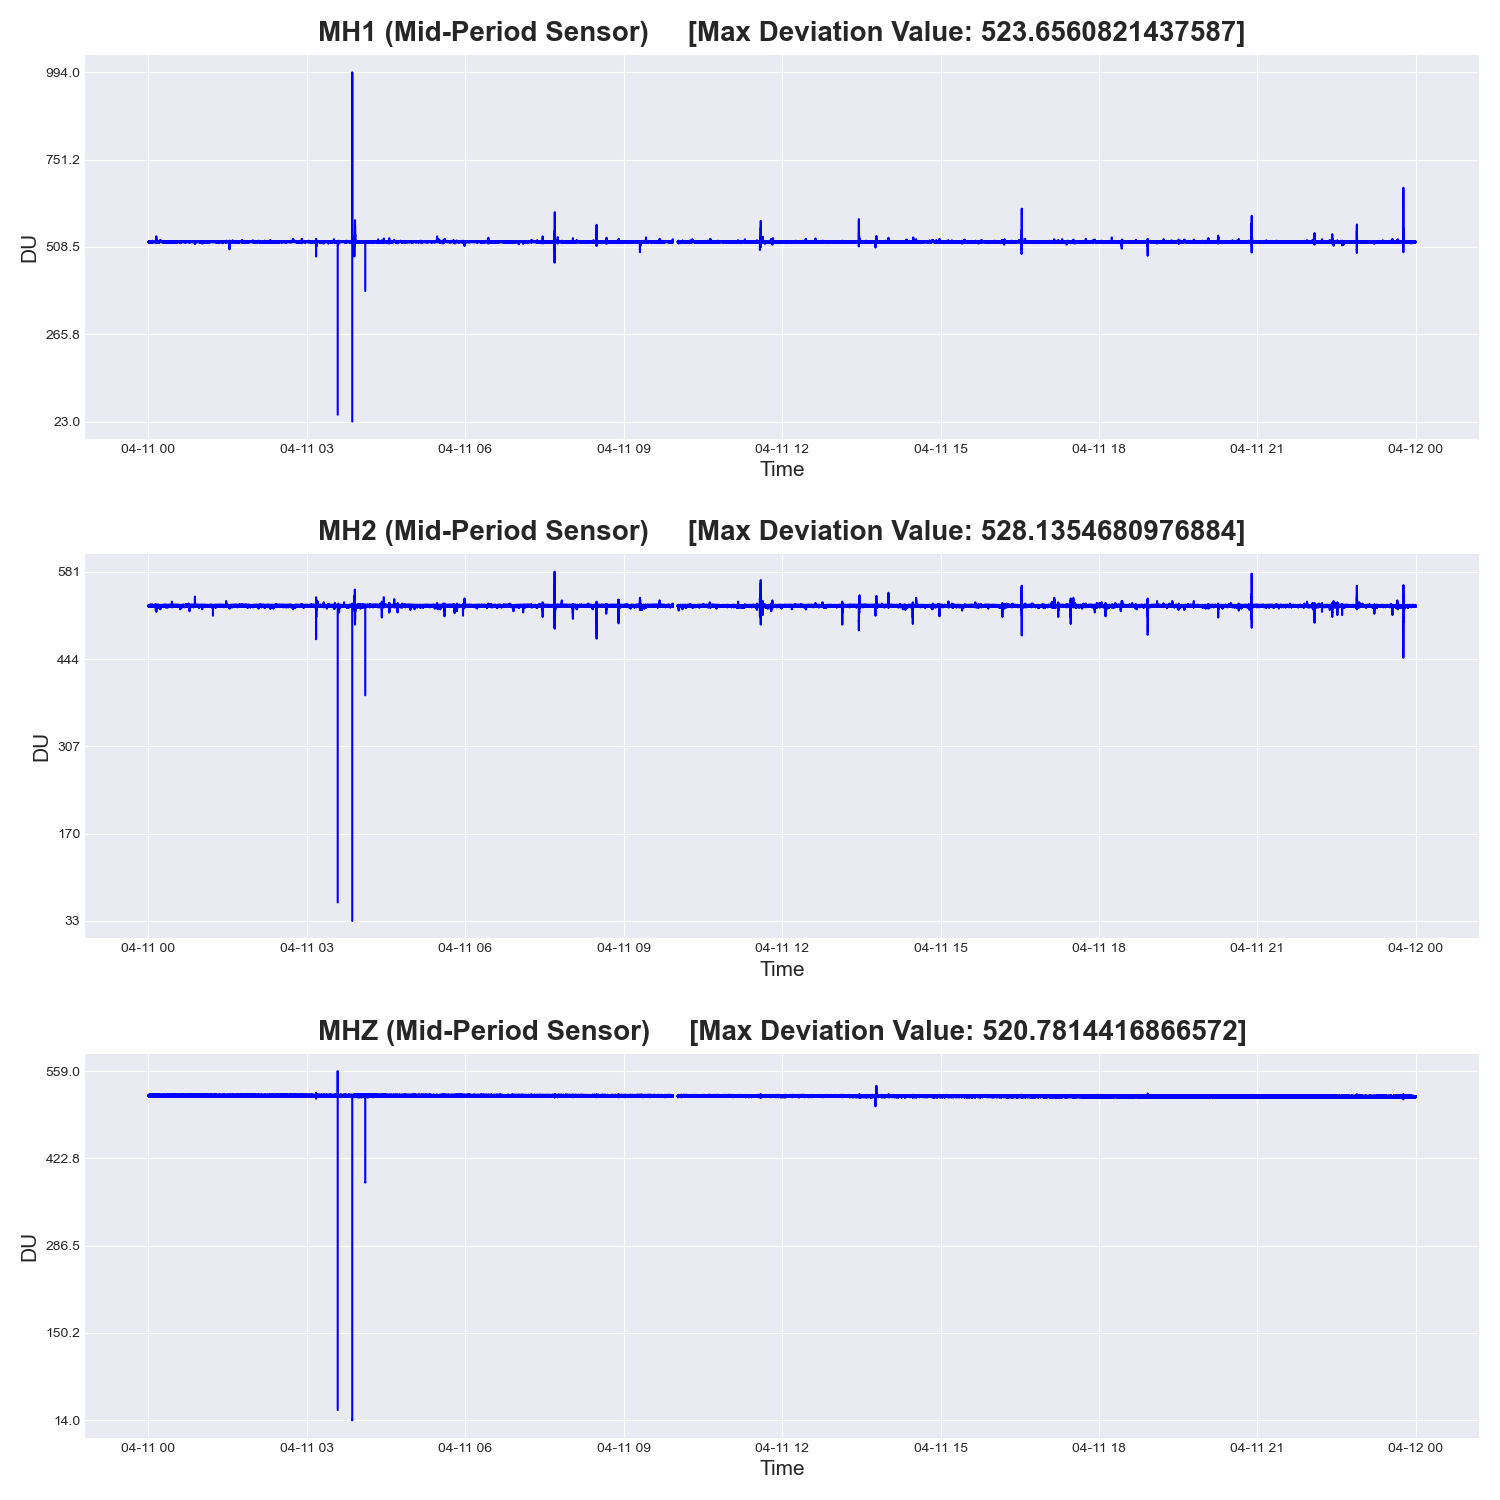 MH1 (Mid-Period Sensor)     [Max Deviation Value: 523.6560821437587]
994.0
751.2
508.5
265.8
23.0
DU
04-11 00 04-11 03 04-11 06 04-11 09 04-11 12 04-11 15 04-11 18 04-11 21 04-12 00
Time
MH2 (Mid-Period Sensor)     [Max Deviation Value: 528.1354680976884]
581
444
307
170
33
DU
04-11 00 04-11 03 04-11 06 04-11 09 04-11 12 04-11 15 04-11 18 04-11 21 04-12 00
Time
MHZ (Mid-Period Sensor)     [Max Deviation Value: 520.7814416866572]
559.0
422.8
286.5
150.2
14.0
DU
04-11 00 04-11 03 04-11 06 04-11 09 04-11 12 04-11 15 04-11 18 04-11 21 04-12 00
Time